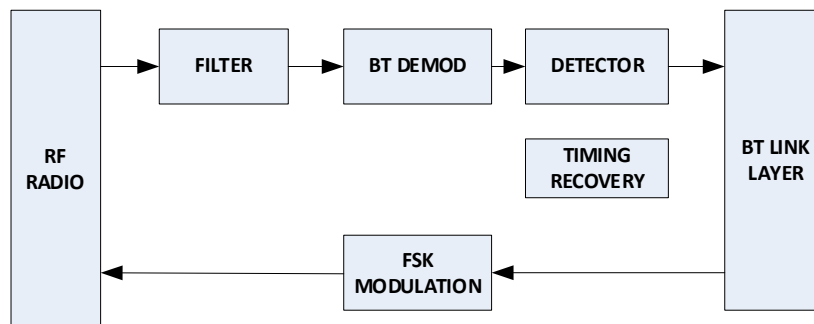 FILTER
BT DEMOD
DETECTOR
RF
RADIO
TIMING
RECOVERY
BT LINK
LAYER
FSK
MODULATION